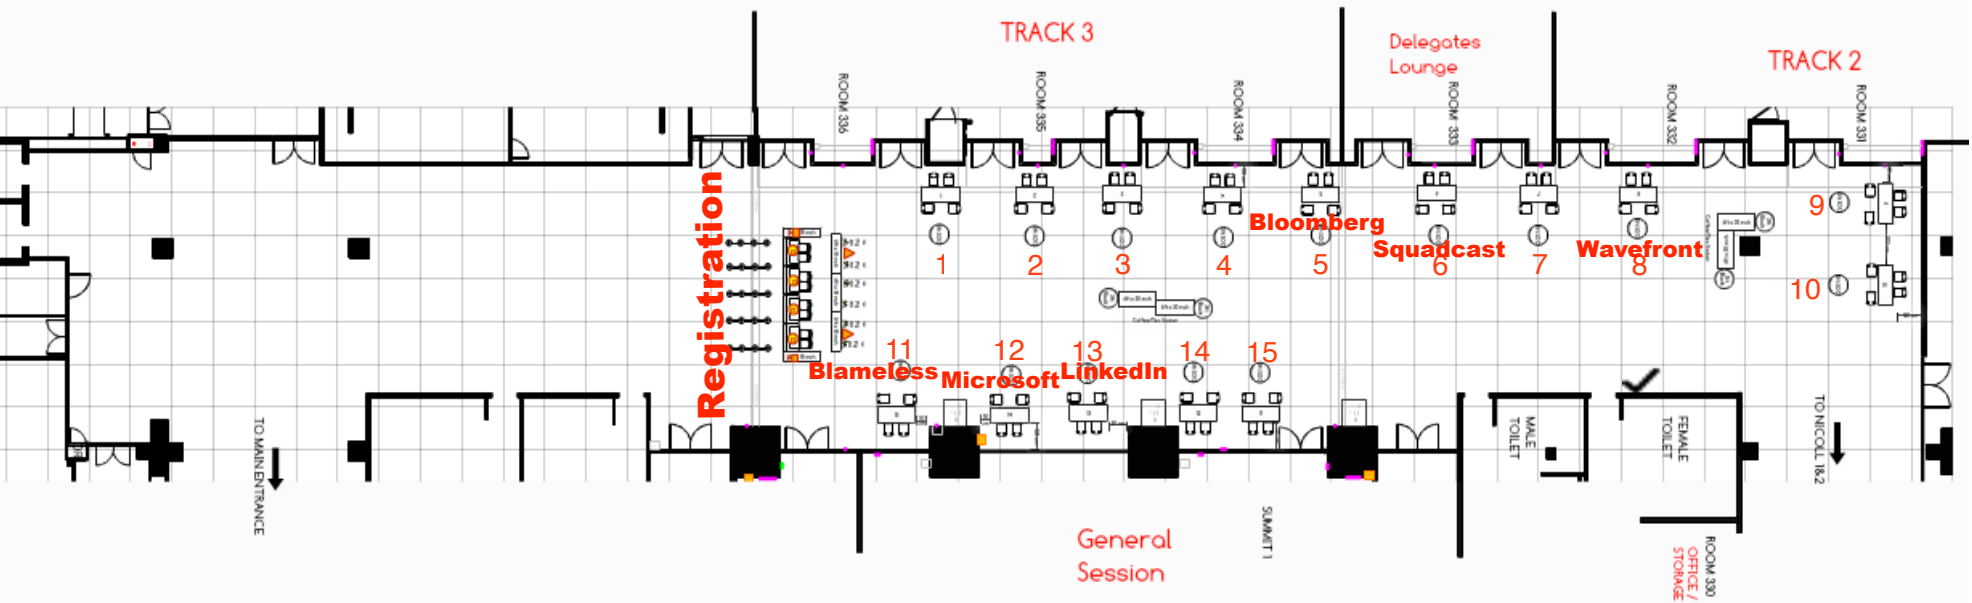 TRACK 3
Delegates
Lounge
TRACK 2
ROOM 336
ROOM 335
ROOM 334
ROOM 333
ROOM 332
ROOM 331
Registration
Bloomberg
Squadcast
Wavefront
1
2
3
4
5
6
7
8
9
10
11
12
13
14
15
Blameless
Microsoft
LinkedIn
Coffee/Tea Station
TO MAIN ENTRANCE
General
Session
SUMMIT 1
MALE
TOILET
FEMALE
TOILET
TO NICOLL 1&2
ROOM 330
OFFICE /
STORAGE